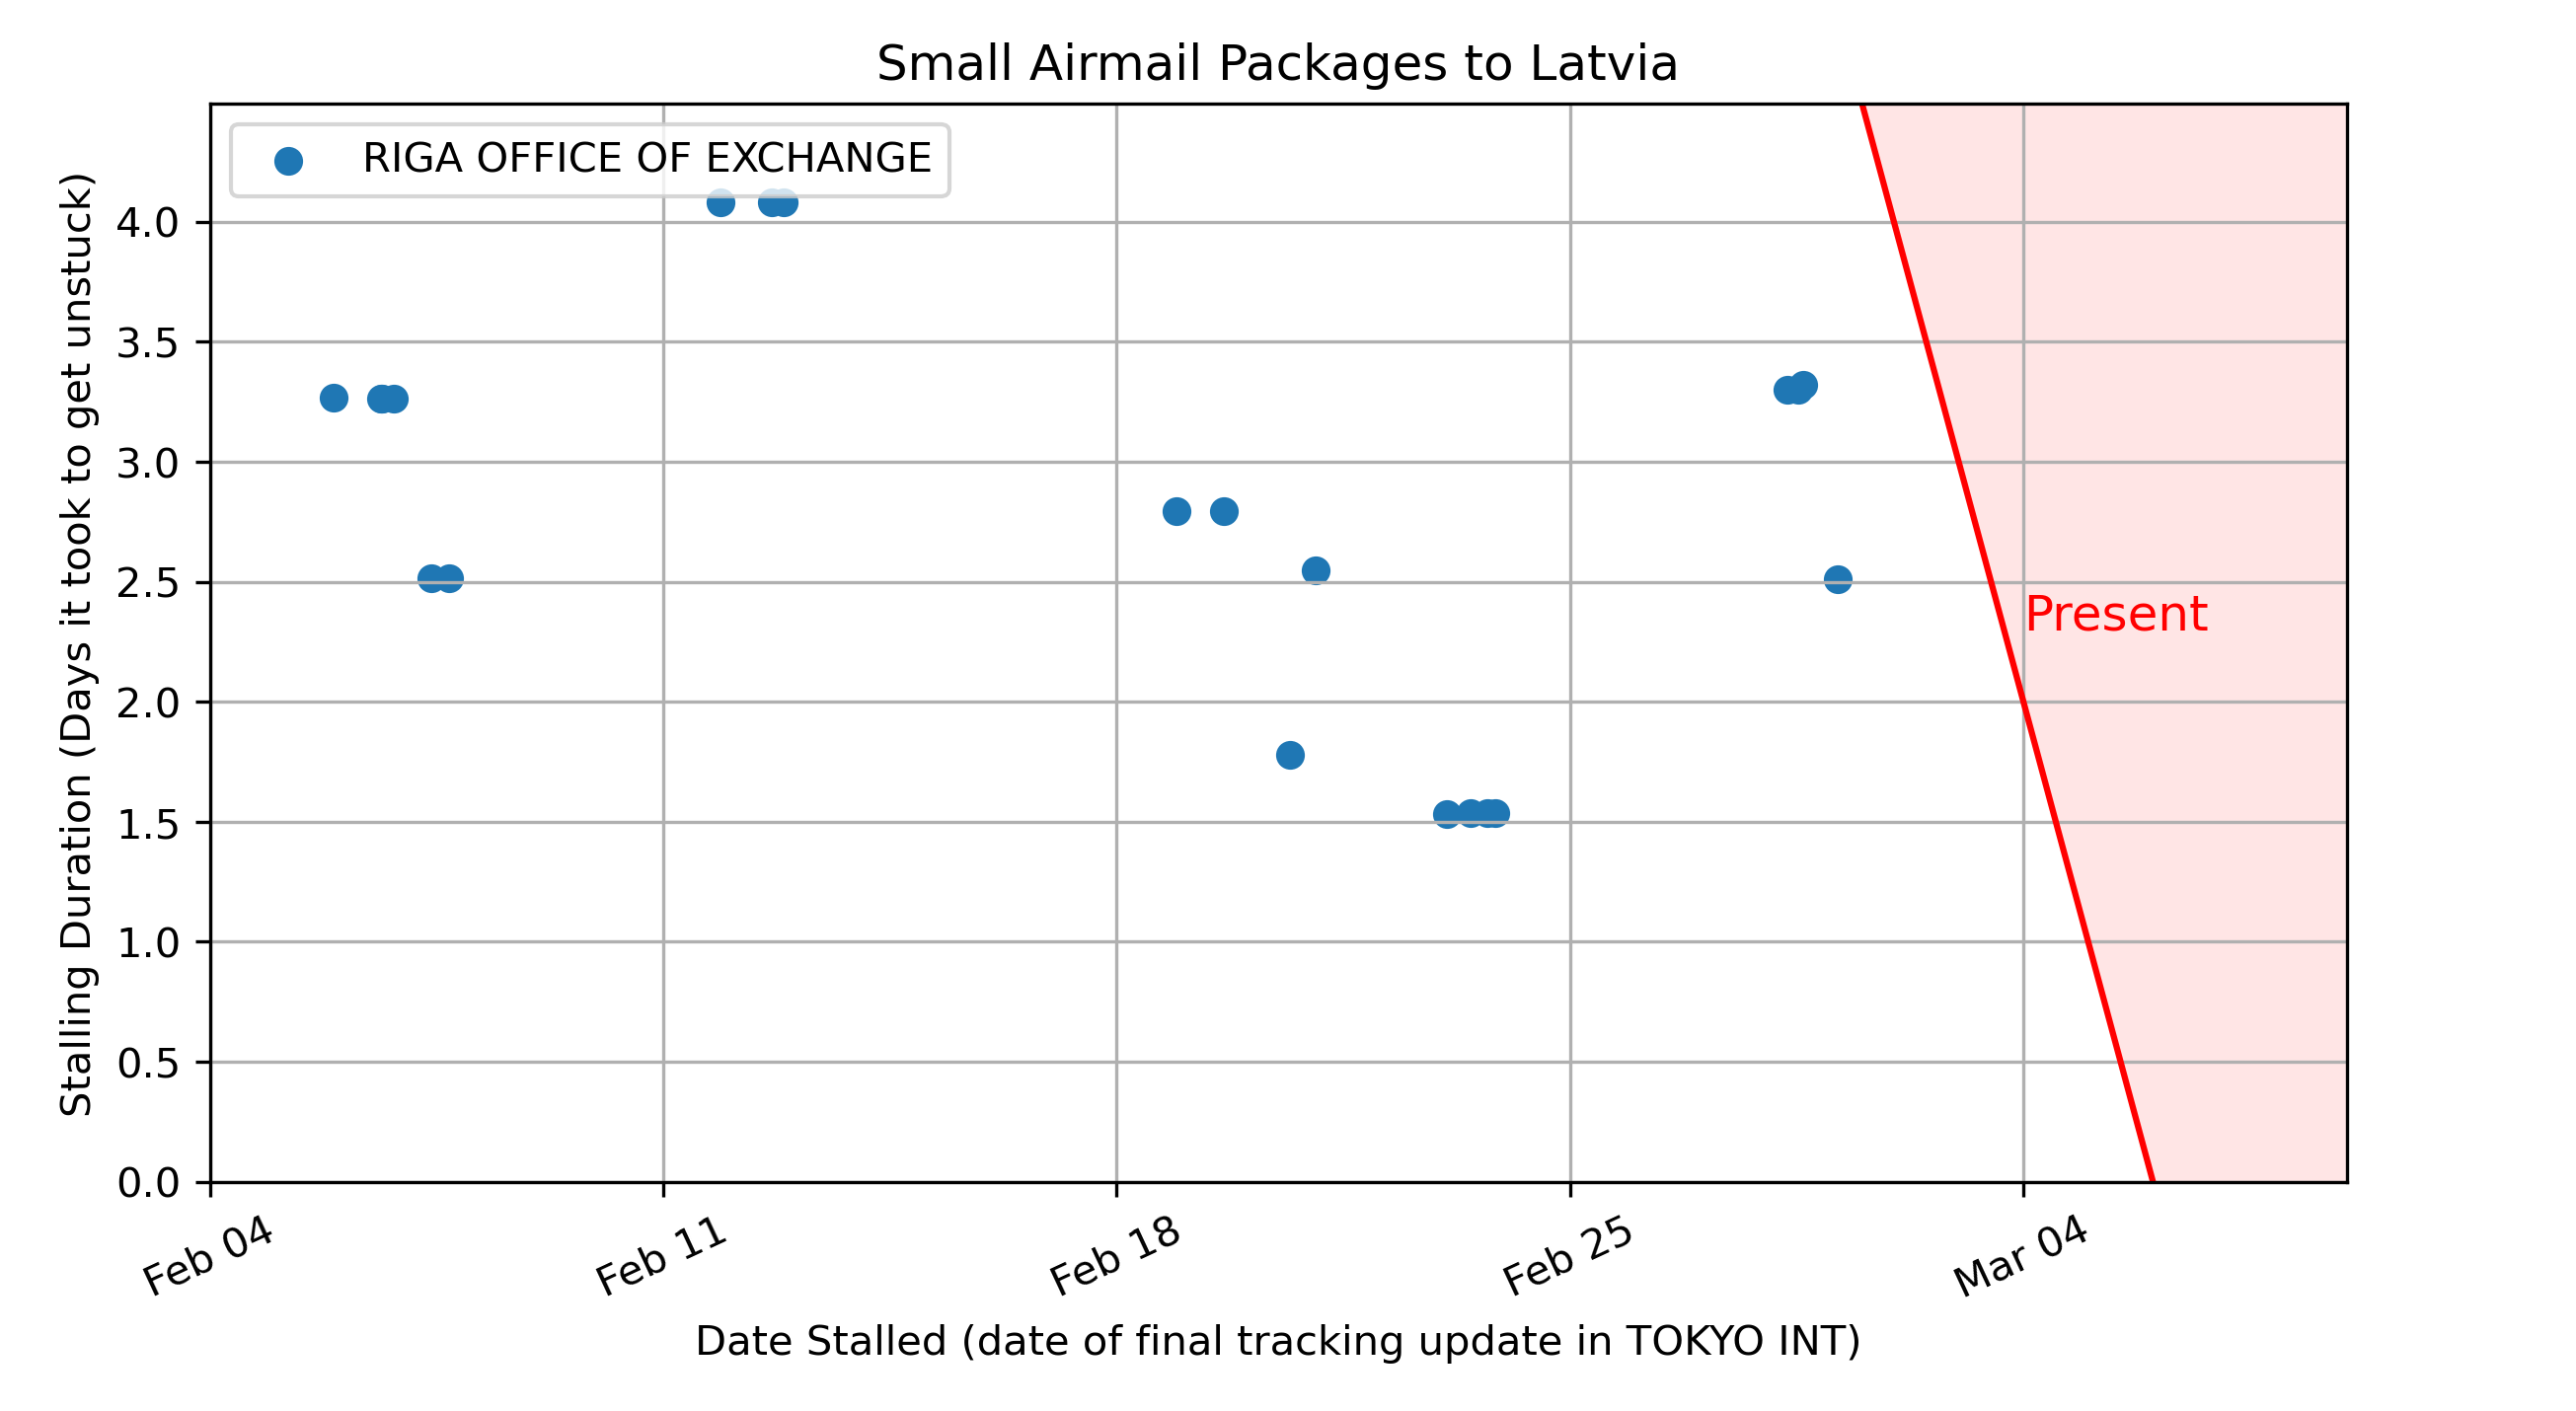 Small Airmail Packages to Latvia
RIGA OFFICE OF EXCHANGE
Stalling Duration (Days it took to get unstuck)
4.0
3.5
3.0
2.5
2.0
1.5
1.0
0.5
0.0
Present
Feb 04
Feb 11
Feb 18
Feb 25
Mar 04
Date Stalled (date of final tracking update in TOKYO INT)